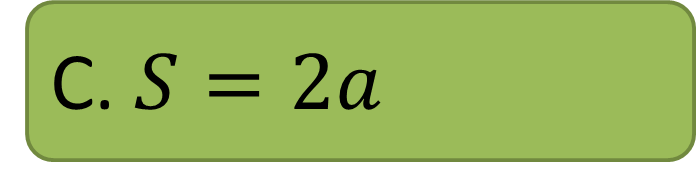 C. S = 2a